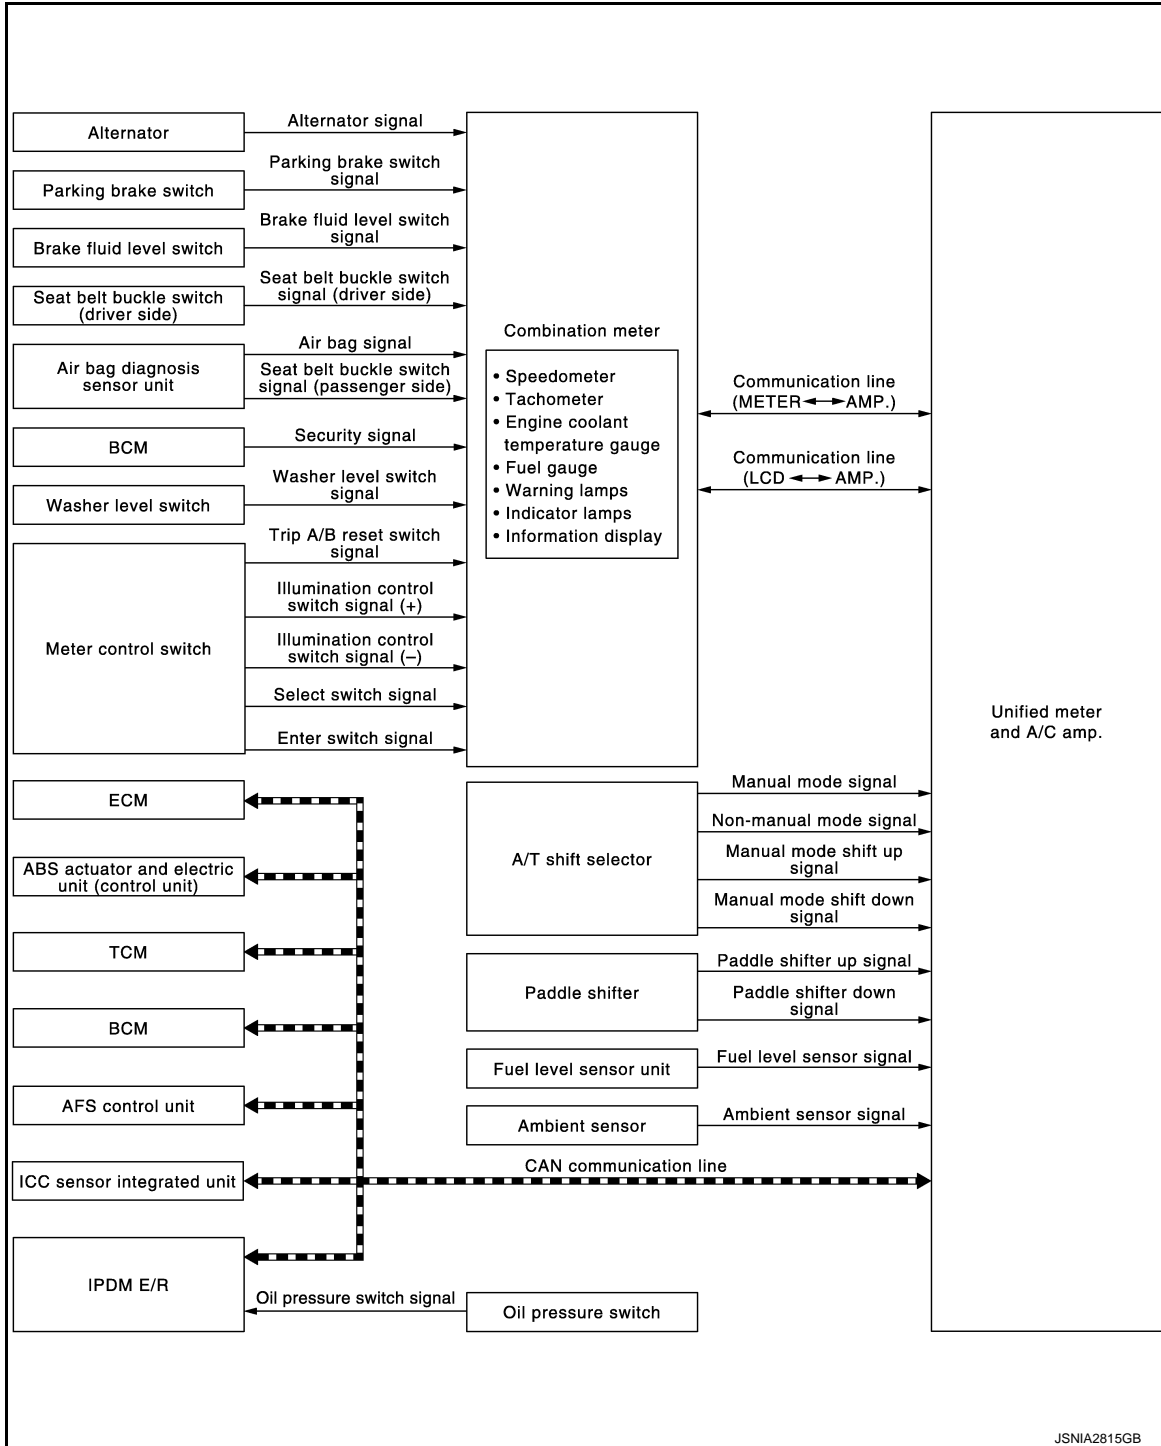 Alternator
Alternator signal
Parking brake switch
Parking brake switch
signal
Brake fluid level switch
Brake fluid level switch
signal
Seat belt buckle switch
(driver side)
Seat belt buckle switch
signal (driver side)
Air bag diagnosis
sensor unit
Air bag signal
Seat belt buckle switch
signal (passenger side)
BCM
Security signal
Washer level switch
Washer level switch
signal
Meter control switch
Trip A/B reset switch
signal
Illumination control
switch signal (+)
Illumination control
switch signal (–)
Select switch signal
Enter switch signal
Combination meter
• Speedometer
• Tachometer
• Engine coolant
temperature gauge
• Fuel gauge
• Warning lamps
• Indicator lamps
• Information display
Communication line
(METER ↔ AMP.)
Communication line
(LCD ↔ AMP.)
Unified meter
and A/C amp.
ECM
ABS actuator and electric
unit (control unit)
TCM
BCM
AFS control unit
ICC sensor integrated unit
IPDM E/R
A/T shift selector
Manual mode signal
Non-manual mode signal
Manual mode shift up
signal
Manual mode shift down
signal
Paddle shifter
Paddle shifter up signal
Paddle shifter down
signal
Fuel level sensor unit
Fuel level sensor signal
Ambient sensor
Ambient sensor signal
CAN communication line
Oil pressure switch signal
Oil pressure switch
JSNIA2815GB